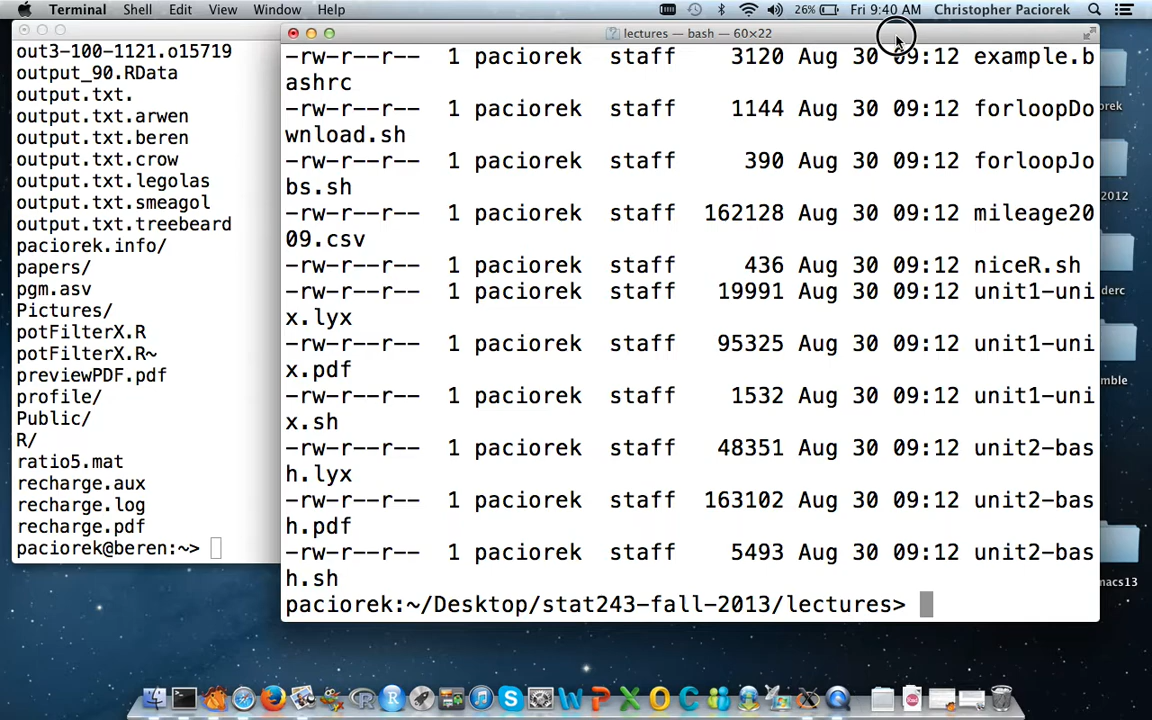 Terminal Shell Edit View Window Help 26% Fri 9:40 AM Christopher Paciorek
out3-100-1121.o15719
output_90.RData
output.txt.
output.txt.arwen
output.txt.beren
output.txt.crow
output.txt.legolas
output.txt.smeagol
output.txt.treebeard
paciorek.info/
papers/
pgm.asv
Pictures/
potFilterX.R
potFilterX.R~
previewPDF.pdf
profile/
Public/
R/
ratio5.mat
recharge.aux
recharge.log
recharge.pdf
paciorek@beren:~>
lectures — bash — 60×22
-rw-r--r-- 1 paciorek staff 3120 Aug 30 09:12 example.b
ashrc
-rw-r--r-- 1 paciorek staff 1144 Aug 30 09:12 forloopDo
wnload.sh
-rw-r--r-- 1 paciorek staff 390 Aug 30 09:12 forloopJo
bs.sh
-rw-r--r-- 1 paciorek staff 162128 Aug 30 09:12 mileage20
09.csv
-rw-r--r-- 1 paciorek staff 436 Aug 30 09:12 niceR.sh
-rw-r--r-- 1 paciorek staff 19991 Aug 30 09:12 unit1-uni
x.lyx
-rw-r--r-- 1 paciorek staff 95325 Aug 30 09:12 unit1-uni
x.pdf
-rw-r--r-- 1 paciorek staff 1532 Aug 30 09:12 unit1-uni
x.sh
-rw-r--r-- 1 paciorek staff 48351 Aug 30 09:12 unit2-bas
h.lyx
-rw-r--r-- 1 paciorek staff 163102 Aug 30 09:12 unit2-bas
h.pdf
-rw-r--r-- 1 paciorek staff 5493 Aug 30 09:12 unit2-bas
h.sh
paciorek:~/Desktop/stat243-fall-2013/lectures>
orek
2012
derc
mble
macs13